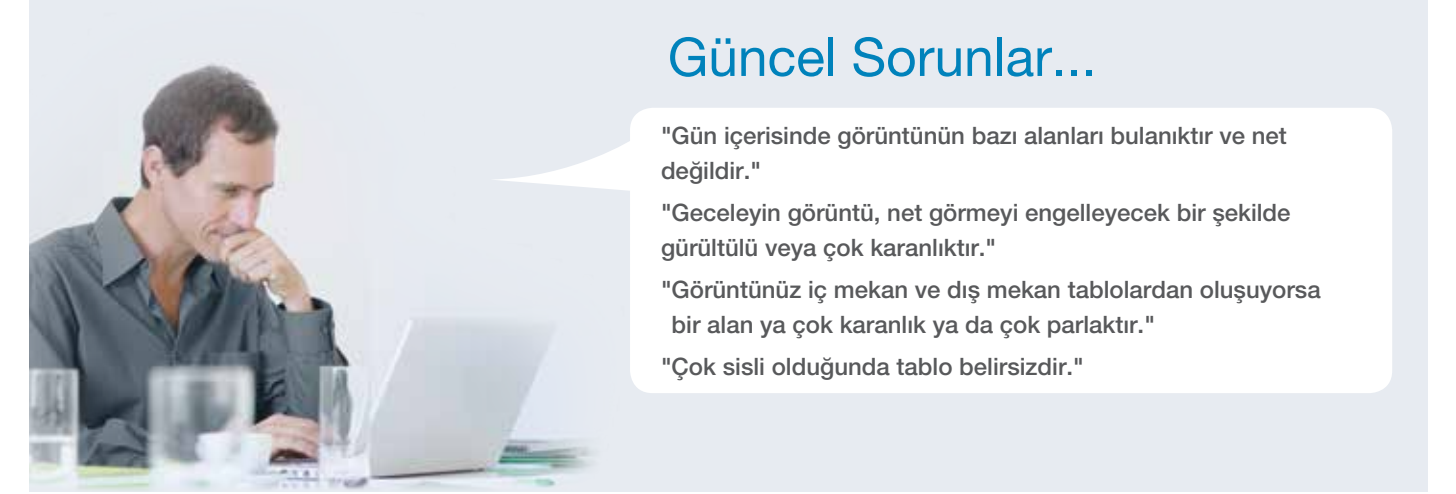 Güncel Sorunlar...
"Gün içerisinde görüntünün bazı alanları bulanıktır ve net
değildir."
"Geceleyin görüntü, net görmeyi engelleyecek bir şekilde
gürültülü veya çok karanlıktır."
"Görüntünüz iç mekan ve dış mekan tablolardan oluşuyorsa
bir alan ya çok karanlık ya da çok parlaktır."
"Çok sisli olduğunda tablo belirsizdir."